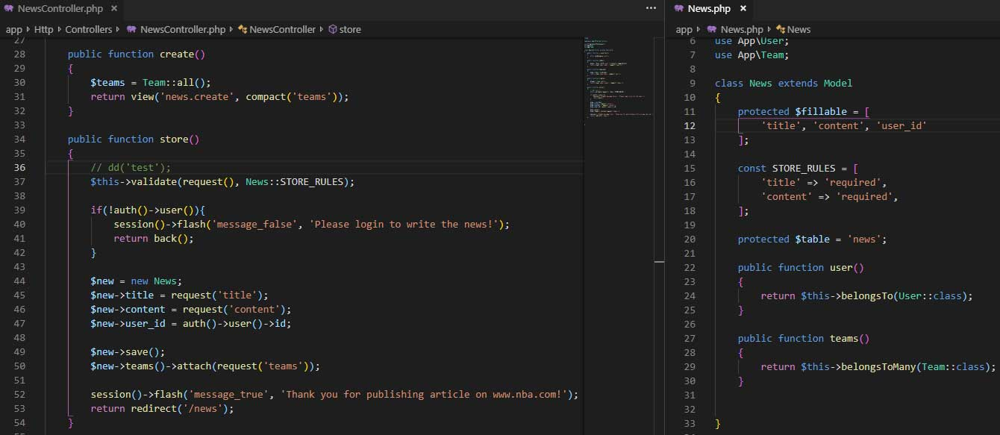 NewsController.php ×
app > Http > Controllers > NewsController.php > NewsController > store
27
28 public function create()
29 {
30 $teams = Team::all();
31 return view('news.create', compact('teams'));
32 }
33
34 public function store()
35 {
36 // dd('test');
37 $this->validate(request(), News::STORE_RULES);
38
39 if(!auth()->user()){
40 session()->flash('message_false', 'Please login to write the news!');
41 return back();
42 }
43
44 $new = new News;
45 $new->title = request('title');
46 $new->content = request('content');
47 $new->user_id = auth()->user()->id;
48
49 $new->save();
50 $new->teams()->attach(request('teams'));
51
52 session()->flash('message_true', 'Thank you for publishing article on www.nba.com!');
53 return redirect('/news');
54 }
News.php ×
app > News.php > News
6 use App\User;
7 use App\Team;
8
9 class News extends Model
10 {
11 protected $fillable = [
12 'title', 'content', 'user_id'
13 ];
14
15 const STORE_RULES = [
16 'title' => 'required',
17 'content' => 'required',
18 ];
19
20 protected $table = 'news';
21
22 public function user()
23 {
24 return $this->belongsTo(User::class);
25 }
26
27 public function teams()
28 {
29 return $this->belongsToMany(Team::class);
30 }
31
32
33 }